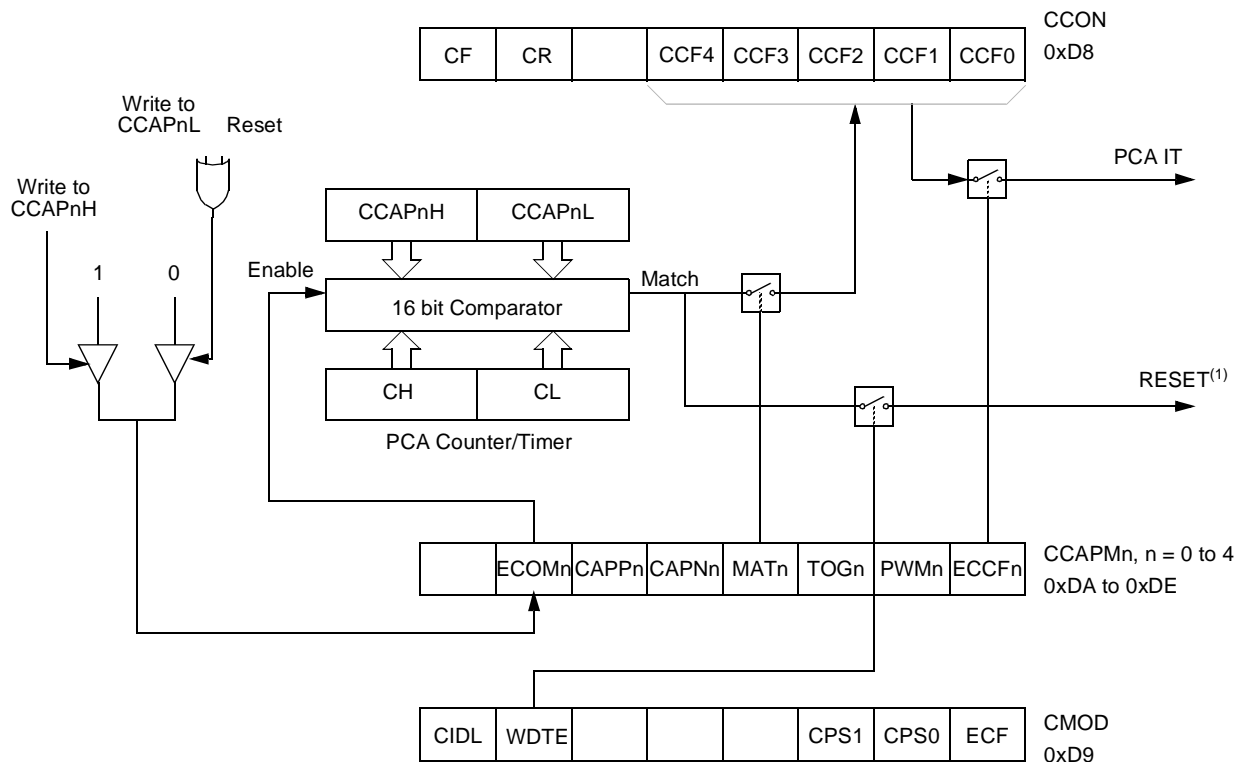 CF CR CCF4 CCF3 CCF2 CCF1 CCF0
CCON
0xD8
Write to
CCAPnL Reset
Write to
CCAPnH
PCA IT
CCAPnH CCAPnL
1 0
Enable
Match
16 bit Comparator
CH CL
RESET(1)
PCA Counter/Timer
ECOMn CAPPn CAPNn MATn TOGn PWMn ECCFn
CCAPMn, n = 0 to 4
0xDA to 0xDE
CIDL WDTE CPS1 CPS0 ECF
CMOD
0xD9